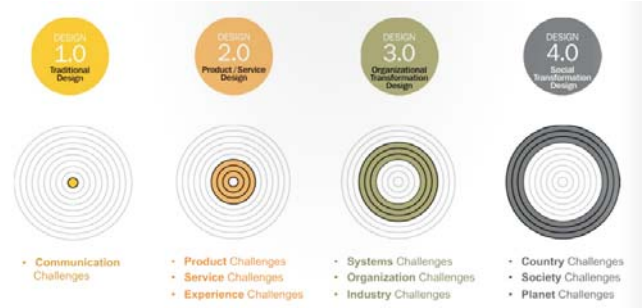 DESIGN
1.0
Traditional
Design
DESIGN
2.0
Product / Service
Design
DESIGN
3.0
Organizational
Transformation
Design
DESIGN
4.0
Social
Transformation
Design
• Communication
Challenges
• Product Challenges
• Service Challenges
• Experience Challenges
• Systems Challenges
• Organization Challenges
• Industry Challenges
• Country Challenges
• Society Challenges
• Planet Challenges